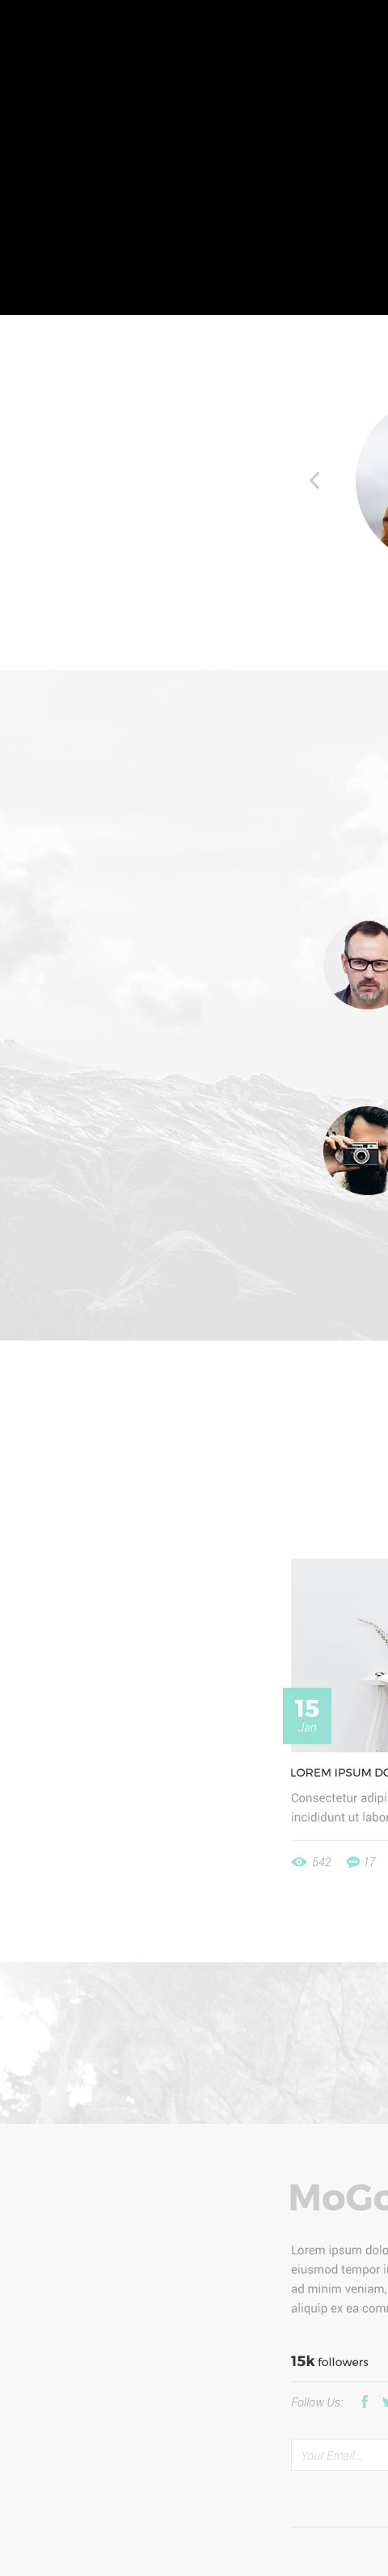 15
Jan
LOREM IPSUM DO
Consectetur adipi
incididunt ut labor
542 17
MoGo
Lorem ipsum dolo
eiusmod tempor i
ad minim veniam,
aliquip ex ea com
15k followers
Follow Us:
Your Email...